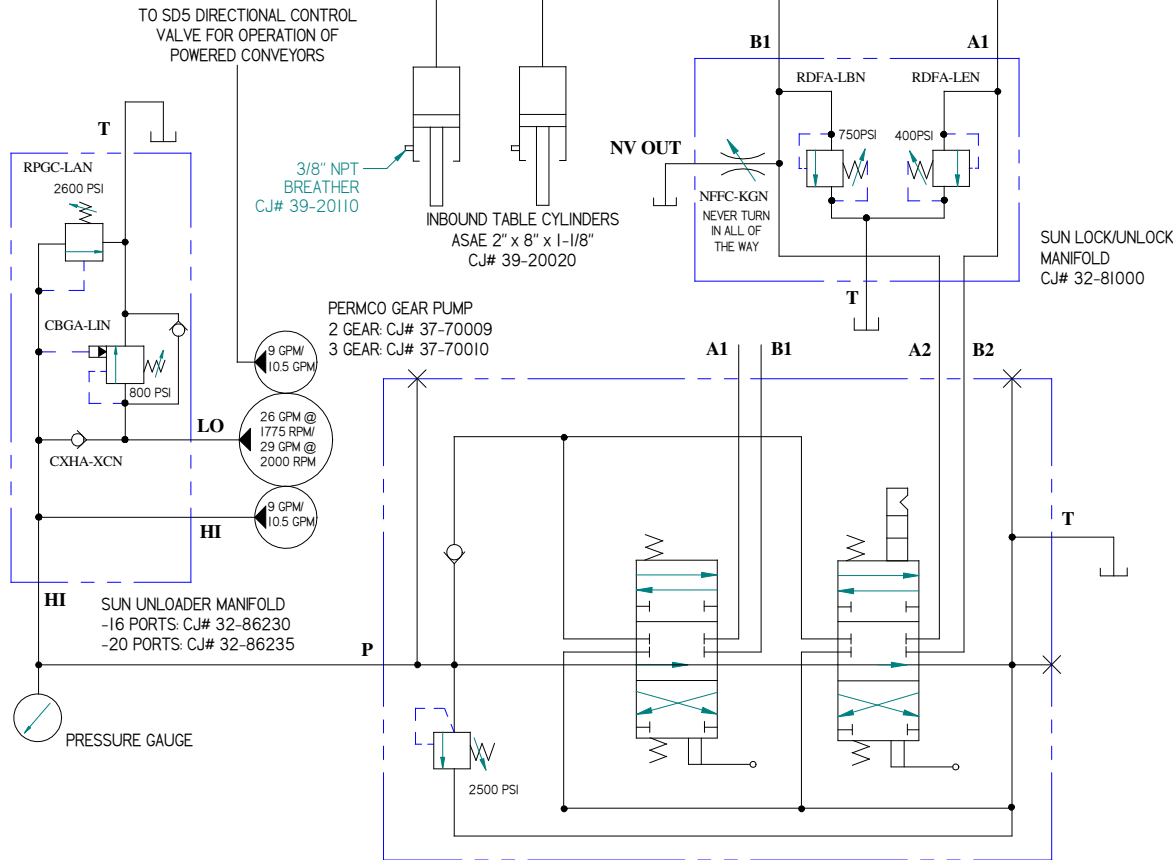 TO SD5 DIRECTIONAL CONTROL
VALVE FOR OPERATION OF
POWERED CONVEYORS
T
RPGC-LAN
2600 PSI
CBGA-LIN
800 PSI
CXHA-XCN
LO
HI
HI
3/8" NPT
BREATHER
CJ# 39-20110
INBOUND TABLE CYLINDERS
ASAE 2" x 8" x 1-1/8"
CJ# 39-20020
PERMCO GEAR PUMP
2 GEAR: CJ# 37-70009
3 GEAR: CJ# 37-70010
9 GPM/
10.5 GPM
26 GPM @
1775 RPM/
29 GPM @
2000 RPM
9 GPM/
10.5 GPM
B1
A1
RDFA-LBN
RDFA-LEN
750PSI
400PSI
NV OUT
NFFC-KGN
NEVER TURN
IN ALL OF
THE WAY
T
SUN LOCK/UNLOCK
MANIFOLD
CJ# 32-81000
A1
B1
A2
B2
T
SUN UNLOADER MANIFOLD
-16 PORTS: CJ# 32-86230
-20 PORTS: CJ# 32-86235
P
PRESSURE GAUGE
2500 PSI